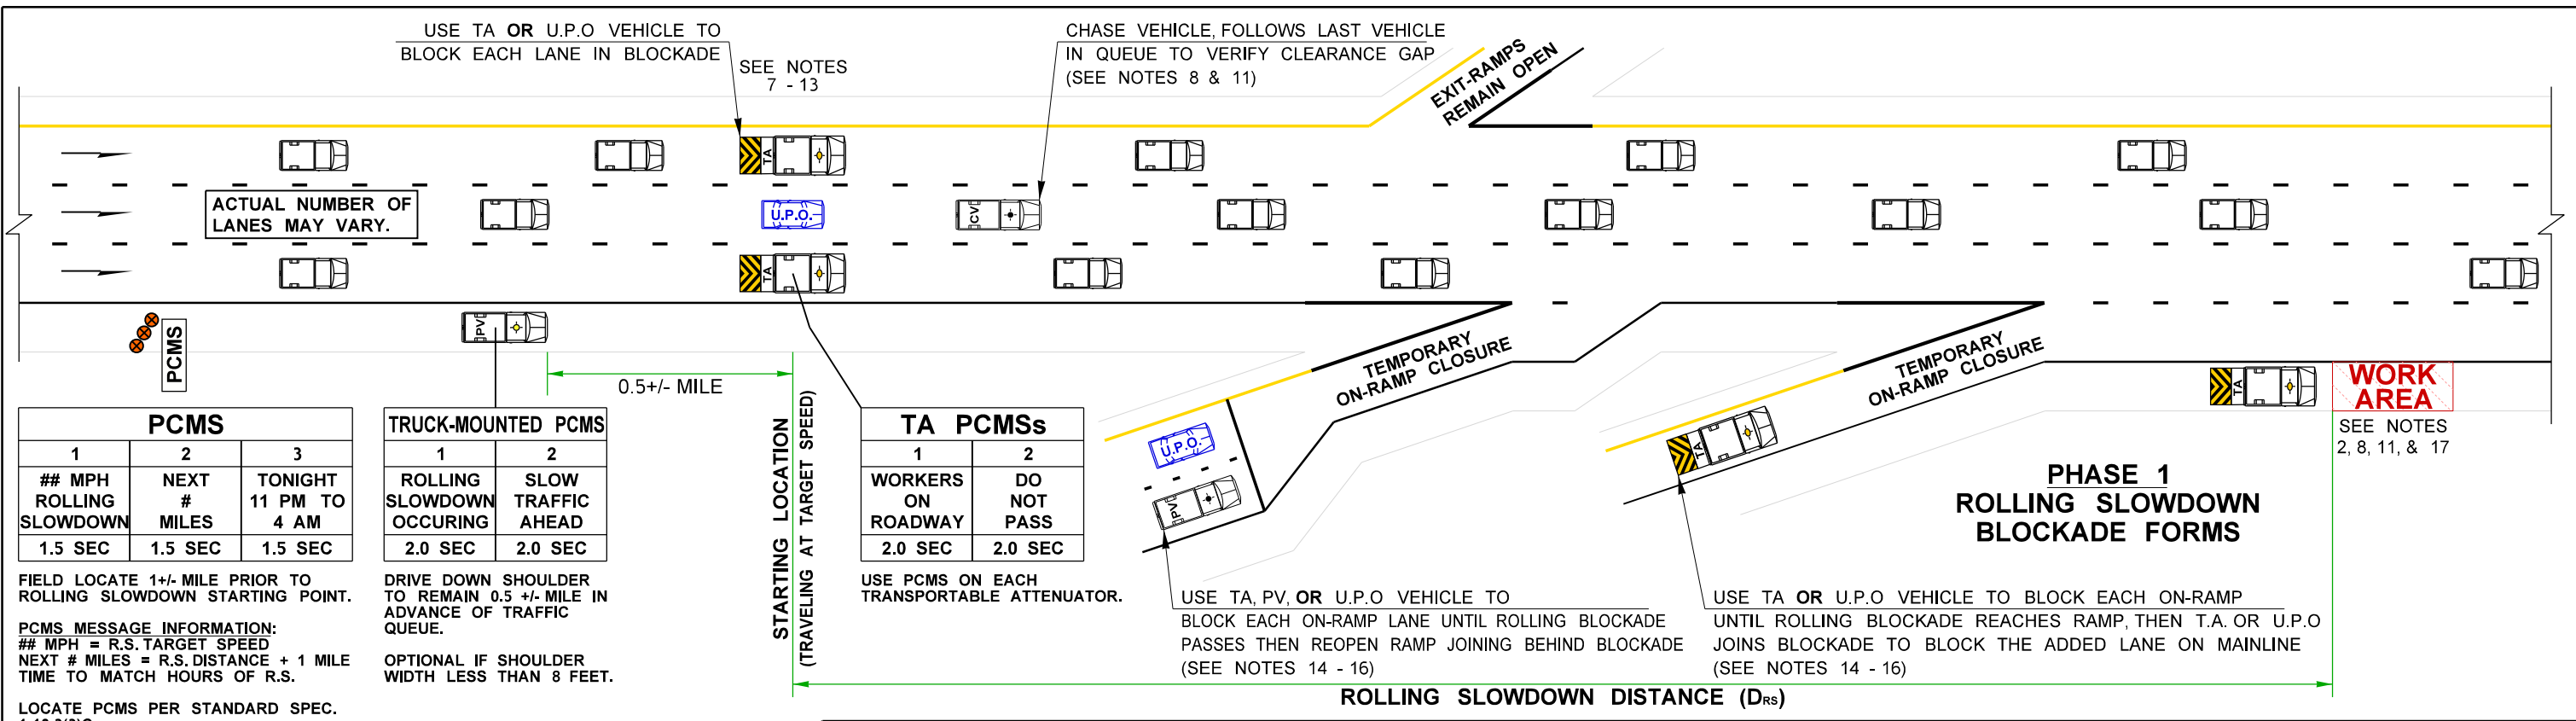 USE TA OR U.P.O VEHICLE TO
BLOCK EACH LANE IN BLOCKADE
SEE NOTES
7 - 13
CHASE VEHICLE, FOLLOWS LAST VEHICLE
IN QUEUE TO VERIFY CLEARANCE GAP
(SEE NOTES 8 & 11)
EXIT-RAMPS
REMAIN OPEN
TA
ACTUAL NUMBER OF
LANES MAY VARY.
U.P.O.
CV
TA
PV
PCMS
0.5+/- MILE
STARTING LOCATION
(TRAVELING AT TARGET SPEED)
TEMPORARY
ON-RAMP CLOSURE
TEMPORARY
ON-RAMP CLOSURE
U.P.O.
PV
TA
TA
WORK
AREA
SEE NOTES
2, 8, 11, & 17
PHASE 1
ROLLING SLOWDOWN
BLOCKADE FORMS
PCMS
1 2 3
## MPH NEXT TONIGHT
ROLLING # 11 PM TO
SLOWDOWN MILES 4 AM
1.5 SEC 1.5 SEC 1.5 SEC
FIELD LOCATE 1+/- MILE PRIOR TO
ROLLING SLOWDOWN STARTING POINT.
PCMS MESSAGE INFORMATION:
## MPH = R.S. TARGET SPEED
NEXT # MILES = R.S. DISTANCE + 1 MILE
TIME TO MATCH HOURS OF R.S.
LOCATE PCMS PER STANDARD SPEC.
TRUCK-MOUNTED PCMS
1 2
ROLLING SLOW
SLOWDOWN TRAFFIC
OCCURING AHEAD
2.0 SEC 2.0 SEC
DRIVE DOWN SHOULDER
TO REMAIN 0.5 +/- MILE IN
ADVANCE OF TRAFFIC
QUEUE.
OPTIONAL IF SHOULDER
WIDTH LESS THAN 8 FEET.
TA PCMSs
1 2
WORKERS DO
ON NOT
ROADWAY PASS
2.0 SEC 2.0 SEC
USE PCMS ON EACH
TRANSPORTABLE ATTENUATOR.
USE TA, PV, OR U.P.O VEHICLE TO
BLOCK EACH ON-RAMP LANE UNTIL ROLLING BLOCKADE
PASSES THEN REOPEN RAMP JOINING BEHIND BLOCKADE
(SEE NOTES 14 - 16)
USE TA OR U.P.O VEHICLE TO BLOCK EACH ON-RAMP
UNTIL ROLLING BLOCKADE REACHES RAMP, THEN T.A. OR U.P.O
JOINS BLOCKADE TO BLOCK THE ADDED LANE ON MAINLINE
(SEE NOTES 14 - 16)
ROLLING SLOWDOWN DISTANCE (DRS)